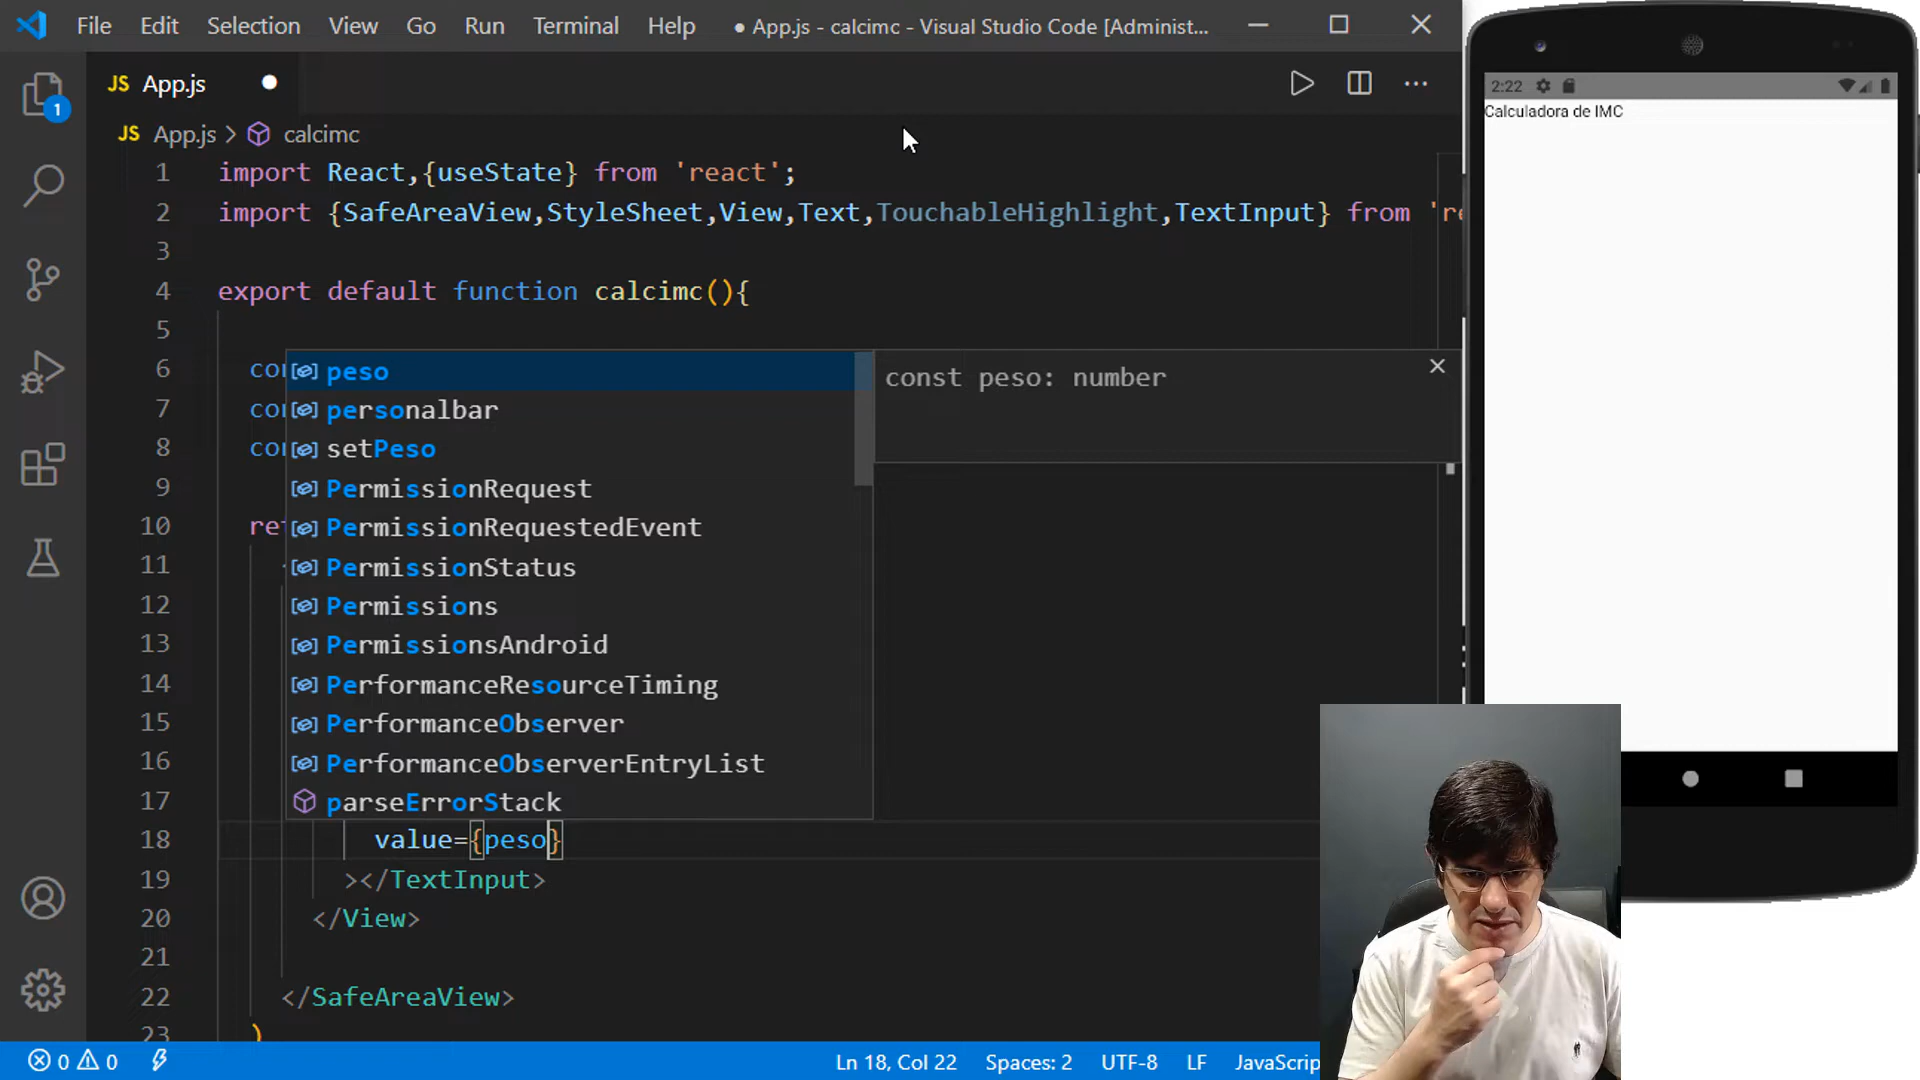 File Edit Selection View Go Run Terminal Help ● App.js - calcimc - Visual Studio Code [Administ...
JS App.js
JS App.js > calcimc
1 import React,{useState} from 'react';
2 import {SafeAreaView,StyleSheet,View,Text,TouchableHighlight,TextInput} from 're
3
4 export default function calcimc(){
5
6 co
7 co
8 co
9
10 ret
11
12
13
14
15
16
17
18 value={peso}
19 ></TextInput>
20 </View>
21
22 </SafeAreaView>
23 )
peso
personalbar
setPeso
PermissionRequest
PermissionRequestedEvent
PermissionStatus
Permissions
PermissionsAndroid
PerformanceResourceTiming
PerformanceObserver
PerformanceObserverEntryList
parseErrorStack
const peso: number
1
0 0 Ln 18, Col 22 Spaces: 2 UTF-8 LF JavaScrip
2:22
Calculadora de IMC